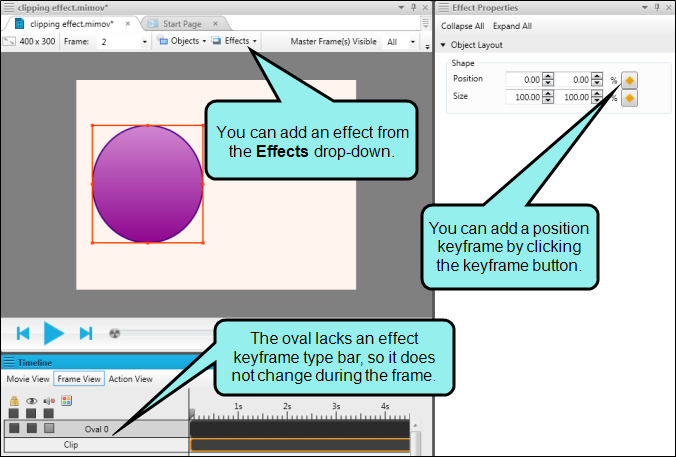 clipping effect.mimov*
clipping effect.mimov* × Start Page ×
400 x 300 Frame: 2 Objects Effects Master Frame(s) Visible All
You can add an effect from
the Effects drop-down.
Timeline
Movie View Frame View Action View
1s 2s 3s 4s
Oval 0
Clip
The oval lacks an effect
keyframe type bar, so it does
not change during the frame.
Effect Properties
Collapse All Expand All
Object Layout
Shape
Position 0.00 0.00 %
Size 100.00 100.00 %
You can add a position
keyframe by clicking
the keyframe button.